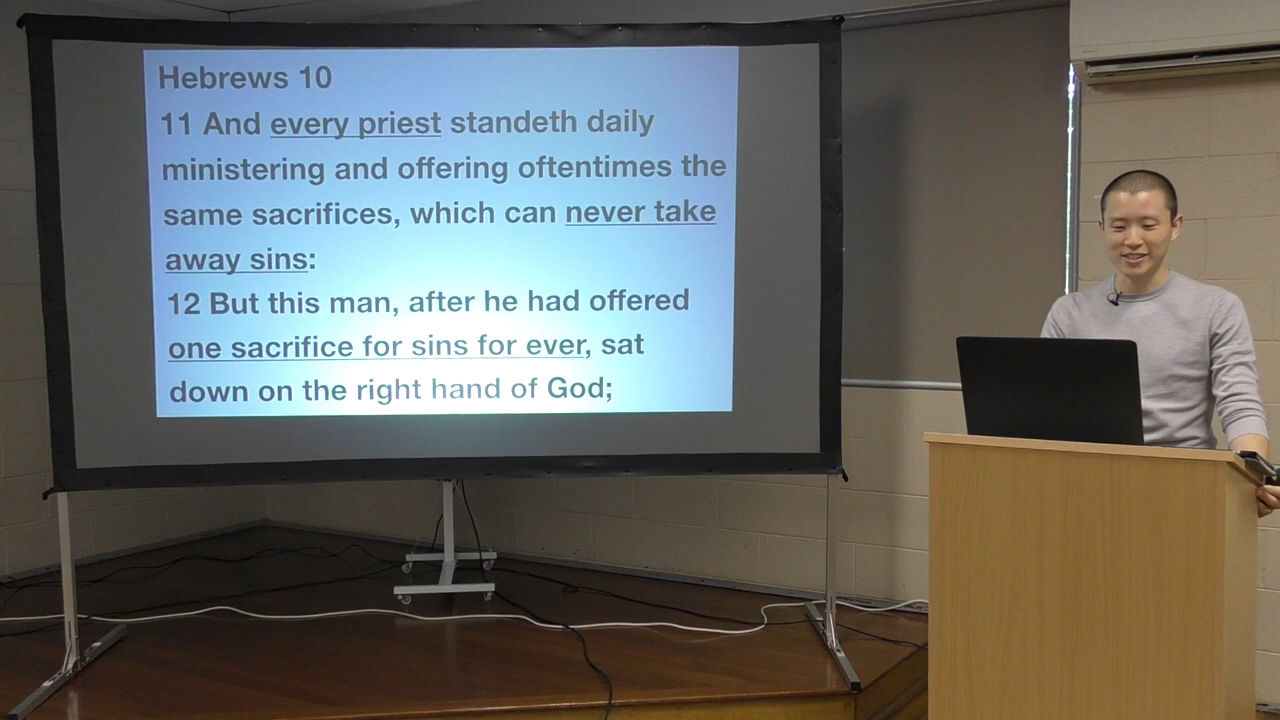 Hebrews 10
11 And every priest standeth daily
ministering and offering oftentimes the
same sacrifices, which can never take
away sins:
12 But this man, after he had offered
one sacrifice for sins for ever, sat
down on the right hand of God;